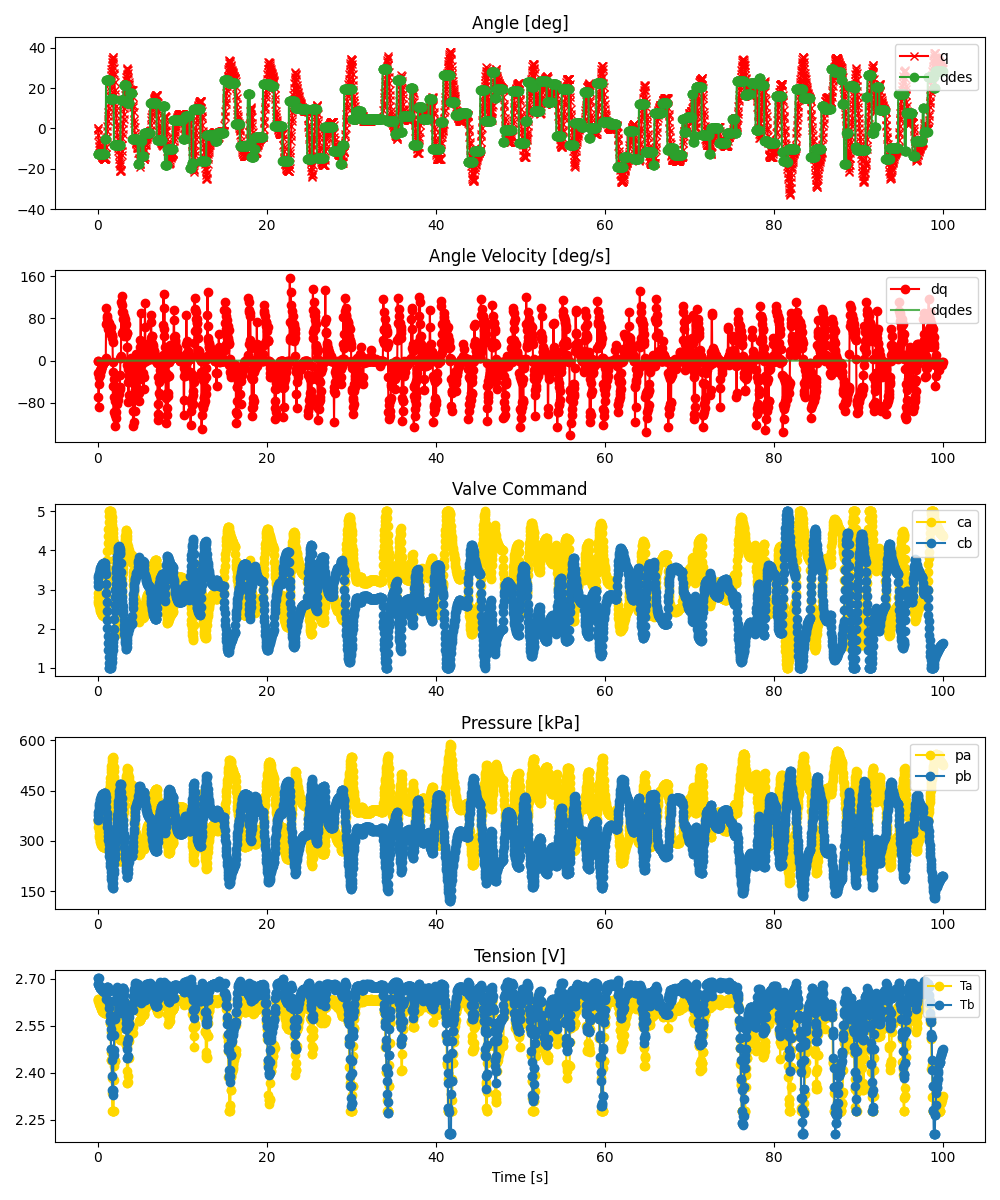 Angle [deg]
40
20
0
−20
−40
q
qdes
0 20 40 60 80 100
Angle Velocity [deg/s]
160
80
0
−80
dq
dqdes
0 20 40 60 80 100
Valve Command
5
4
3
2
1
ca
cb
0 20 40 60 80 100
Pressure [kPa]
600
450
300
150
pa
pb
0 20 40 60 80 100
Tension [V]
2.70
2.55
2.40
2.25
Ta
Tb
0 20 40 60 80 100
Time [s]